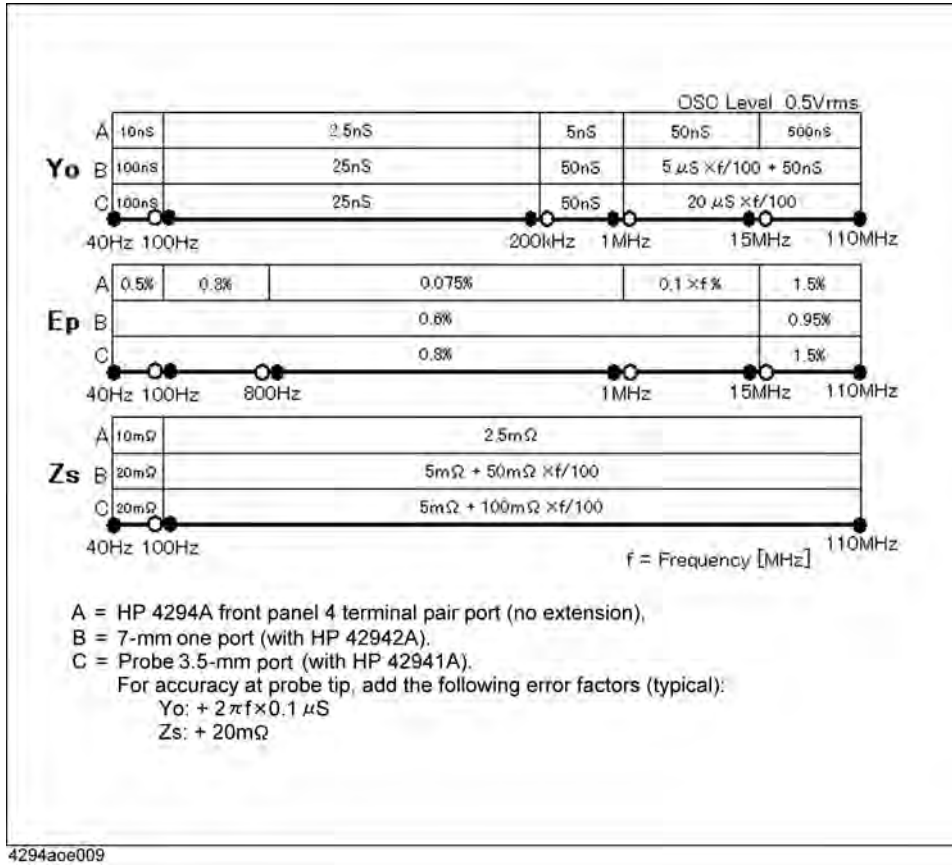 OSC Level 0.5Vrms
A 10nS 2.5nS 5nS 50nS 500nS
Yo B 100nS 25nS 50nS 5 μS ×f/100 + 50nS
C 100nS 25nS 50nS 20 μS ×f/100
40Hz 100Hz 200kHz 1MHz 15MHz 110MHz
A 0.5% 0.3% 0.075% 0.1 ×f% 1.5%
Ep B 0.6% 0.95%
C 0.8% 1.5%
40Hz 100Hz 800Hz 1MHz 15MHz 110MHz
A 10mΩ 2.5mΩ
Zs B 20mΩ 5mΩ + 50mΩ ×f/100
C 20mΩ 5mΩ + 100mΩ ×f/100
40Hz 100Hz 110MHz
f = Frequency [MHz]
A = HP 4294A front panel 4 terminal pair port (no extension),
B = 7-mm one port (with HP 42942A).
C = Probe 3.5-mm port (with HP 42941A).
For accuracy at probe tip, add the following error factors (typical):
Yo: + 2πf×0.1 μS
Zs: + 20mΩ
4294aoe009